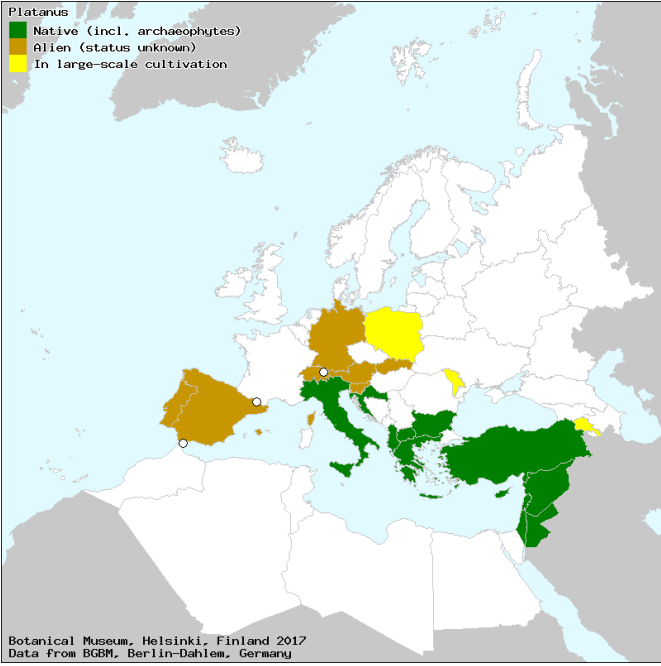 Platanus
Native (incl. archaeophytes)
Alien (status unknown)
In large-scale cultivation
Botanical Museum, Helsinki, Finland 2017
Data from BGBM, Berlin-Dahlem, Germany